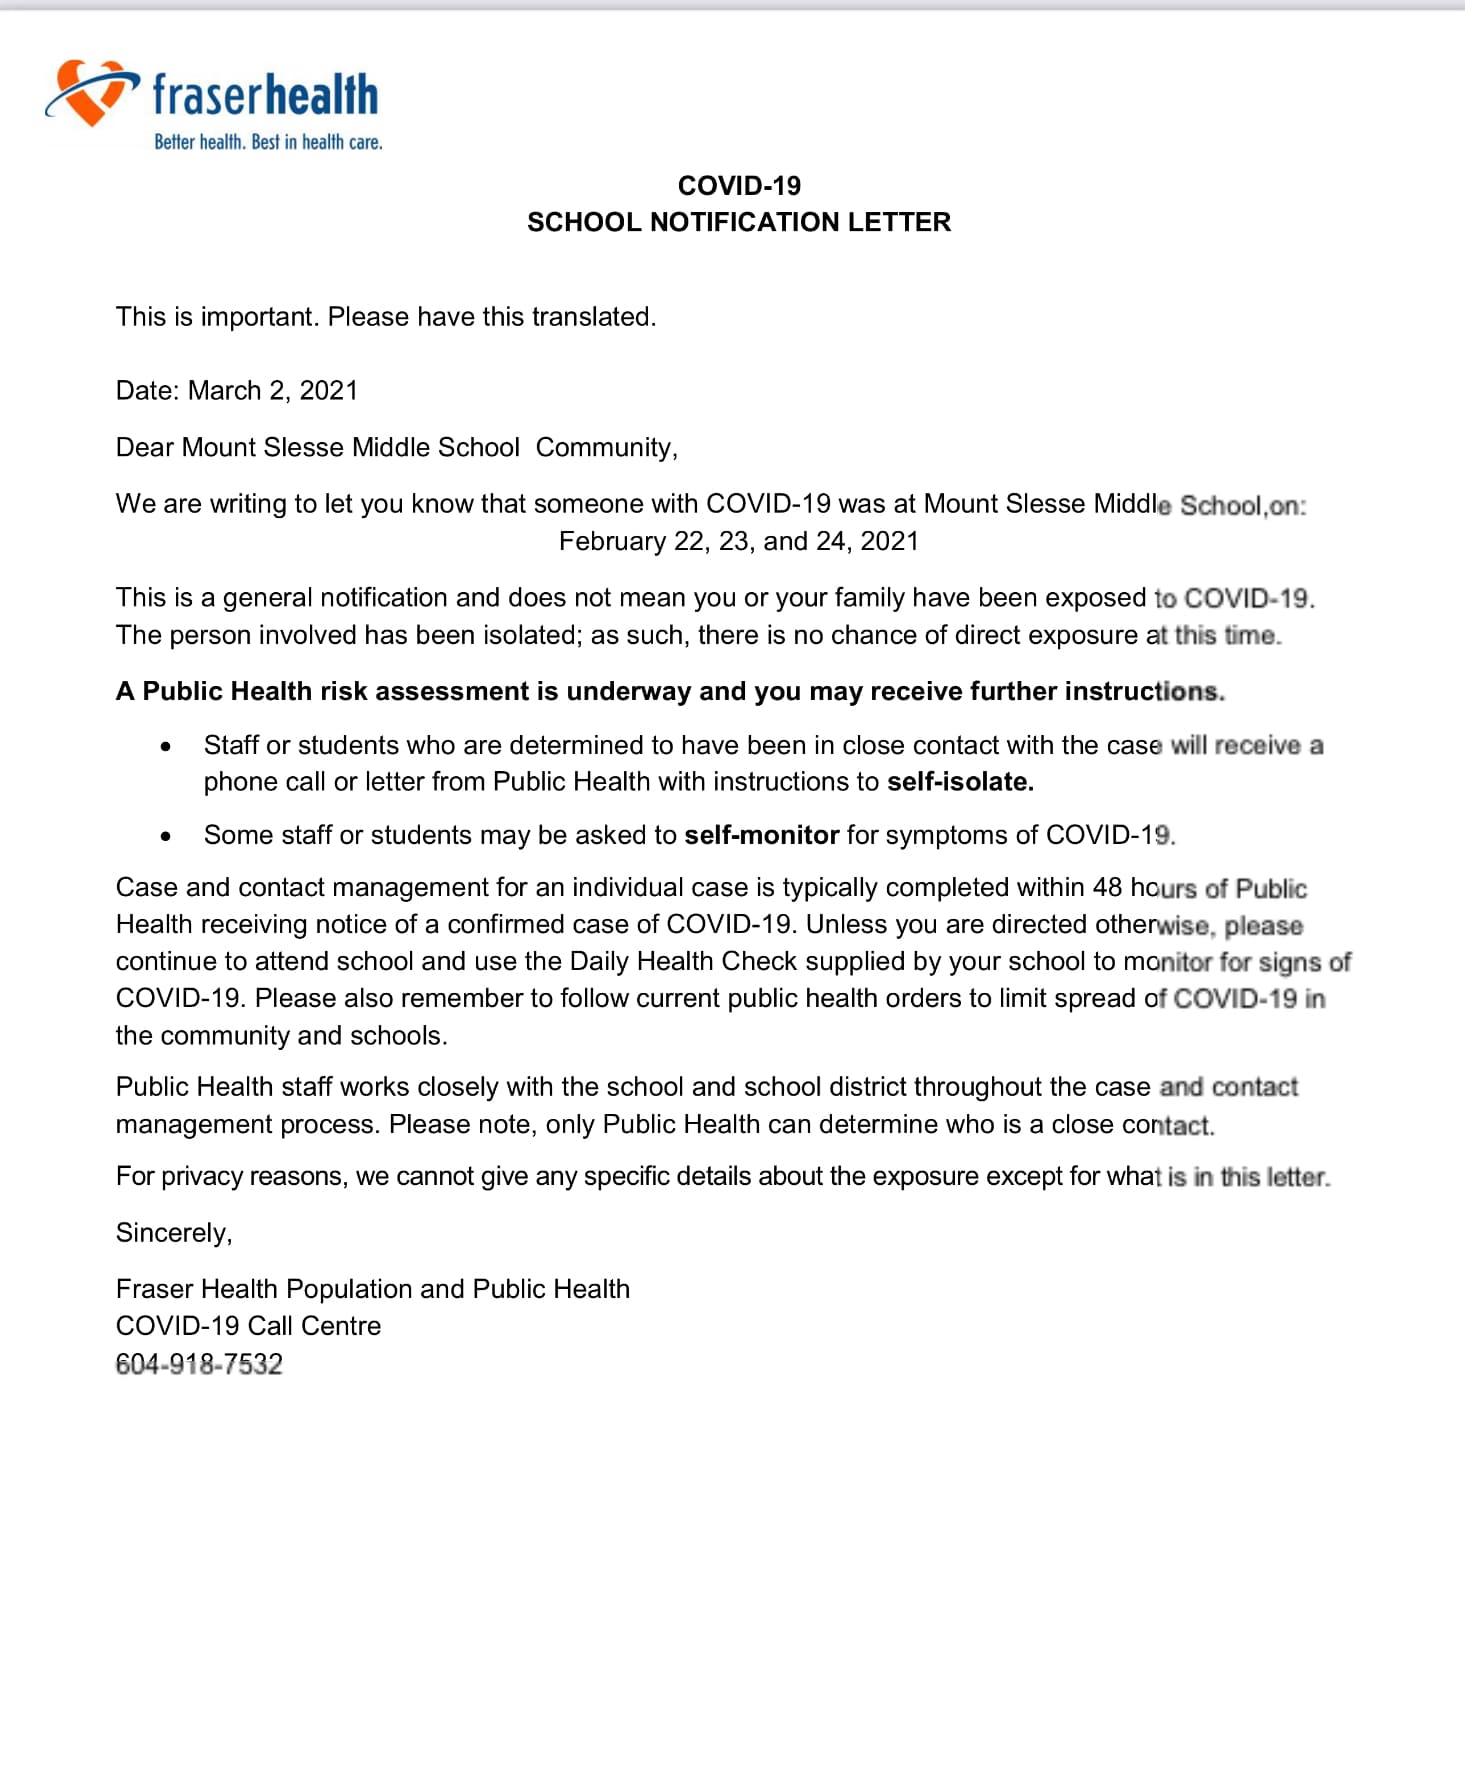 fraserhealth
Better health. Best in health care.
COVID-19
SCHOOL NOTIFICATION LETTER
This is important. Please have this translated.
Date: March 2, 2021
Dear Mount Slesse Middle School  Community,
We are writing to let you know that someone with COVID-19 was at Mount Slesse Middle School,on:
February 22, 23, and 24, 2021
This is a general notification and does not mean you or your family have been exposed to COVID-19.
The person involved has been isolated; as such, there is no chance of direct exposure at this time.
A Public Health risk assessment is underway and you may receive further instructions.
• Staff or students who are determined to have been in close contact with the case will receive a
phone call or letter from Public Health with instructions to self-isolate.
• Some staff or students may be asked to self-monitor for symptoms of COVID-19.
Case and contact management for an individual case is typically completed within 48 hours of Public
Health receiving notice of a confirmed case of COVID-19. Unless you are directed otherwise, please
continue to attend school and use the Daily Health Check supplied by your school to monitor for signs of
COVID-19. Please also remember to follow current public health orders to limit spread of COVID-19 in
the community and schools.
Public Health staff works closely with the school and school district throughout the case and contact
management process. Please note, only Public Health can determine who is a close contact.
For privacy reasons, we cannot give any specific details about the exposure except for what is in this letter.
Sincerely,
Fraser Health Population and Public Health
COVID-19 Call Centre
604-918-7532